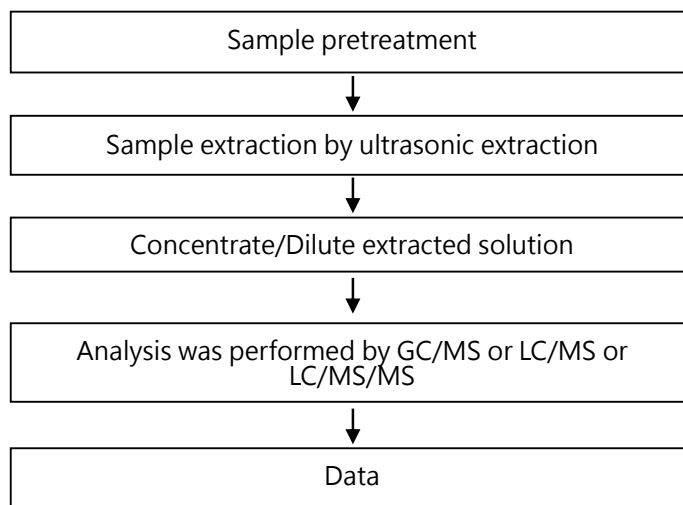 Sample pretreatment
Sample extraction by ultrasonic extraction
Concentrate/Dilute extracted solution
Analysis was performed by GC/MS or LC/MS or
LC/MS/MS
Data